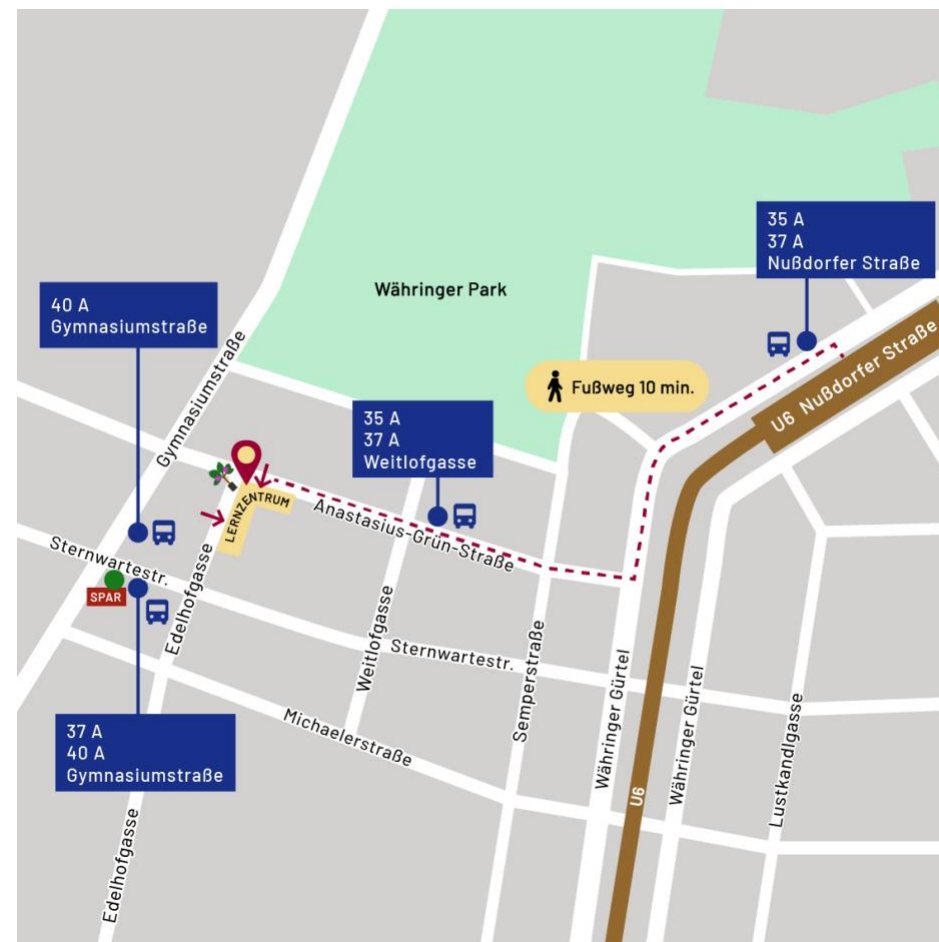 35 A
37 A
Nußdorfer Straße
Währinger Park
40 A
Gymnasiumstraße
U6 Nußdorfer Straße
Gymnasiumstraße
Fußweg 10 min.
35 A
37 A
Weitlofgasse
LERNZENTRUM
Anastasius-Grün-Straße
Sternwartestr.
SPAR
Edelhofgasse
Weitlofgasse
Sternwartestr.
Semperstraße
Währinger Gürtel
Währinger Gürtel
Lustkandlgasse
Michaelerstraße
37 A
40 A
Gymnasiumstraße
U6
Edelhofgasse